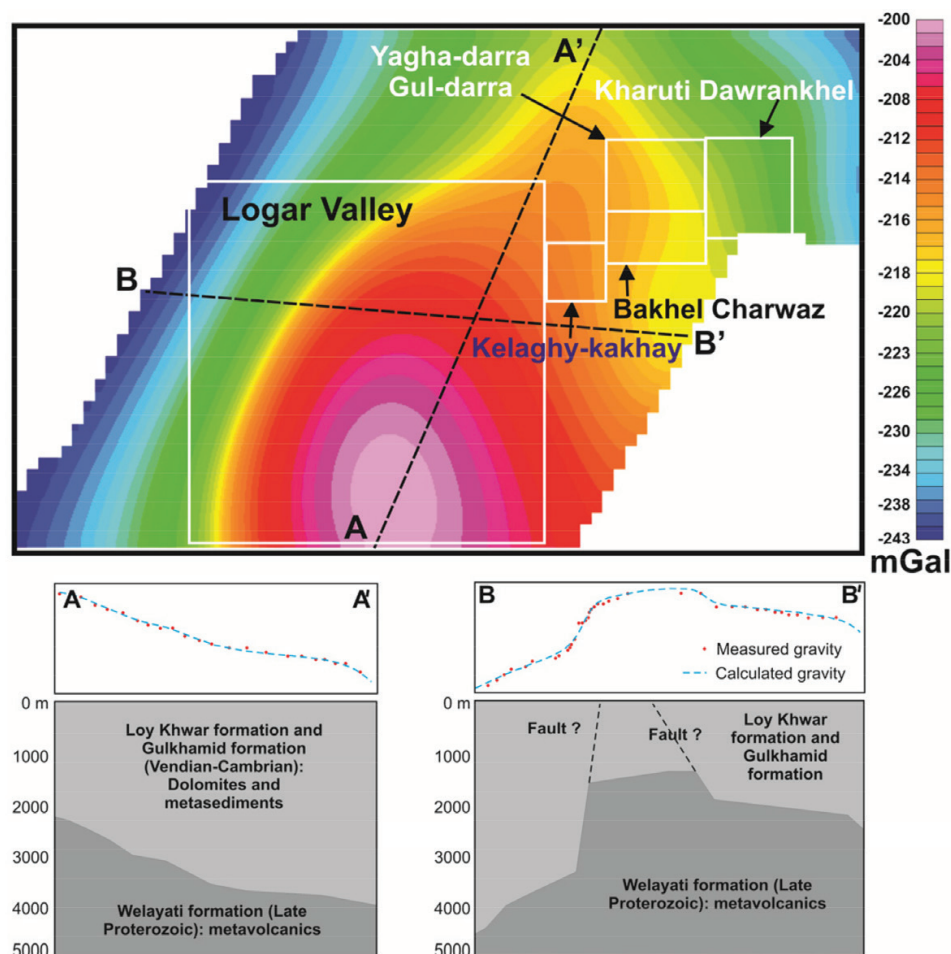 A'
Yagha-darra
Gul-darra
Kharuti Dawrankhel
Logar Valley
B
Bakhel Charwaz
Kelaghy-kakhay
B'
A
-200
-204
-208
-212
-214
-216
-218
-220
-223
-226
-230
-234
-238
-243
mGal
A
A'
B
B'
Measured gravity
Calculated gravity
0 m
1000
2000
3000
4000
5000
Loy Khwar formation and
Gulkhamid formation
(Vendian-Cambrian):
Dolomites and
metasediments
Welayati formation (Late
Proterozoic): metavolcanics
0 m
1000
2000
3000
4000
5000
Fault ?
Fault ?
Loy Khwar
formation and
Gulkhamid
formation
Welayati formation (Late
Proterozoic): metavolcanics